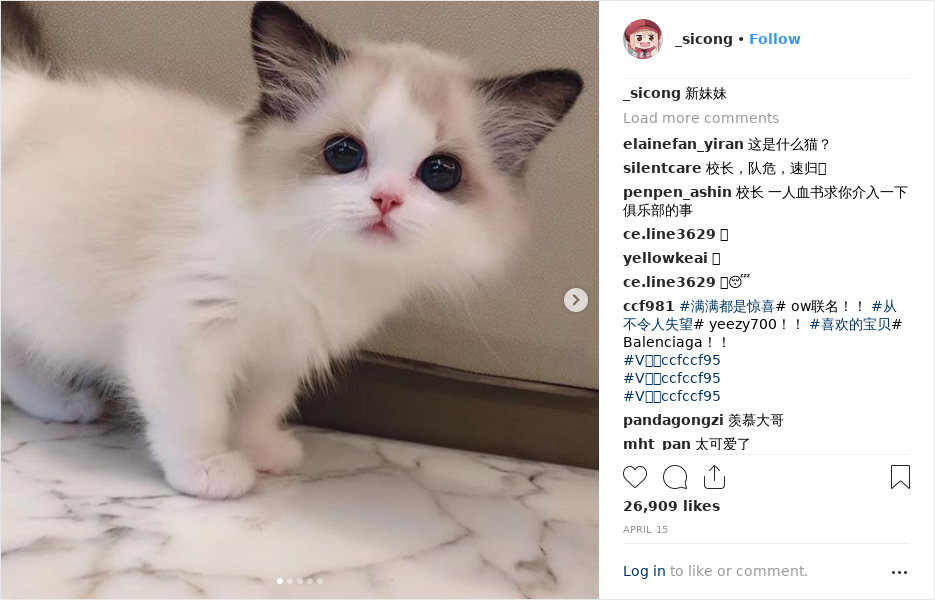 _sicong • Follow
_sicong 新妹妹
Load more comments
elainefan_yiran 这是什么猫？
silentcare 校长，队危，速归
penpen_ashin 校长 一人血书求你介入一下
俱乐部的事
ce.line3629
yellowkeai
ce.line3629 😴
ccf981 #满满都是惊喜# ow联名！！ #从
不令人失望# yeezy700！！ #喜欢的宝贝#
Balenciaga！！
#V▯▯ccfccf95
#V▯▯ccfccf95
#V▯▯ccfccf95
pandagongzi 羡慕大哥
mht_pan 太可爱了
26,909 likes
APRIL 15
Log in to like or comment.